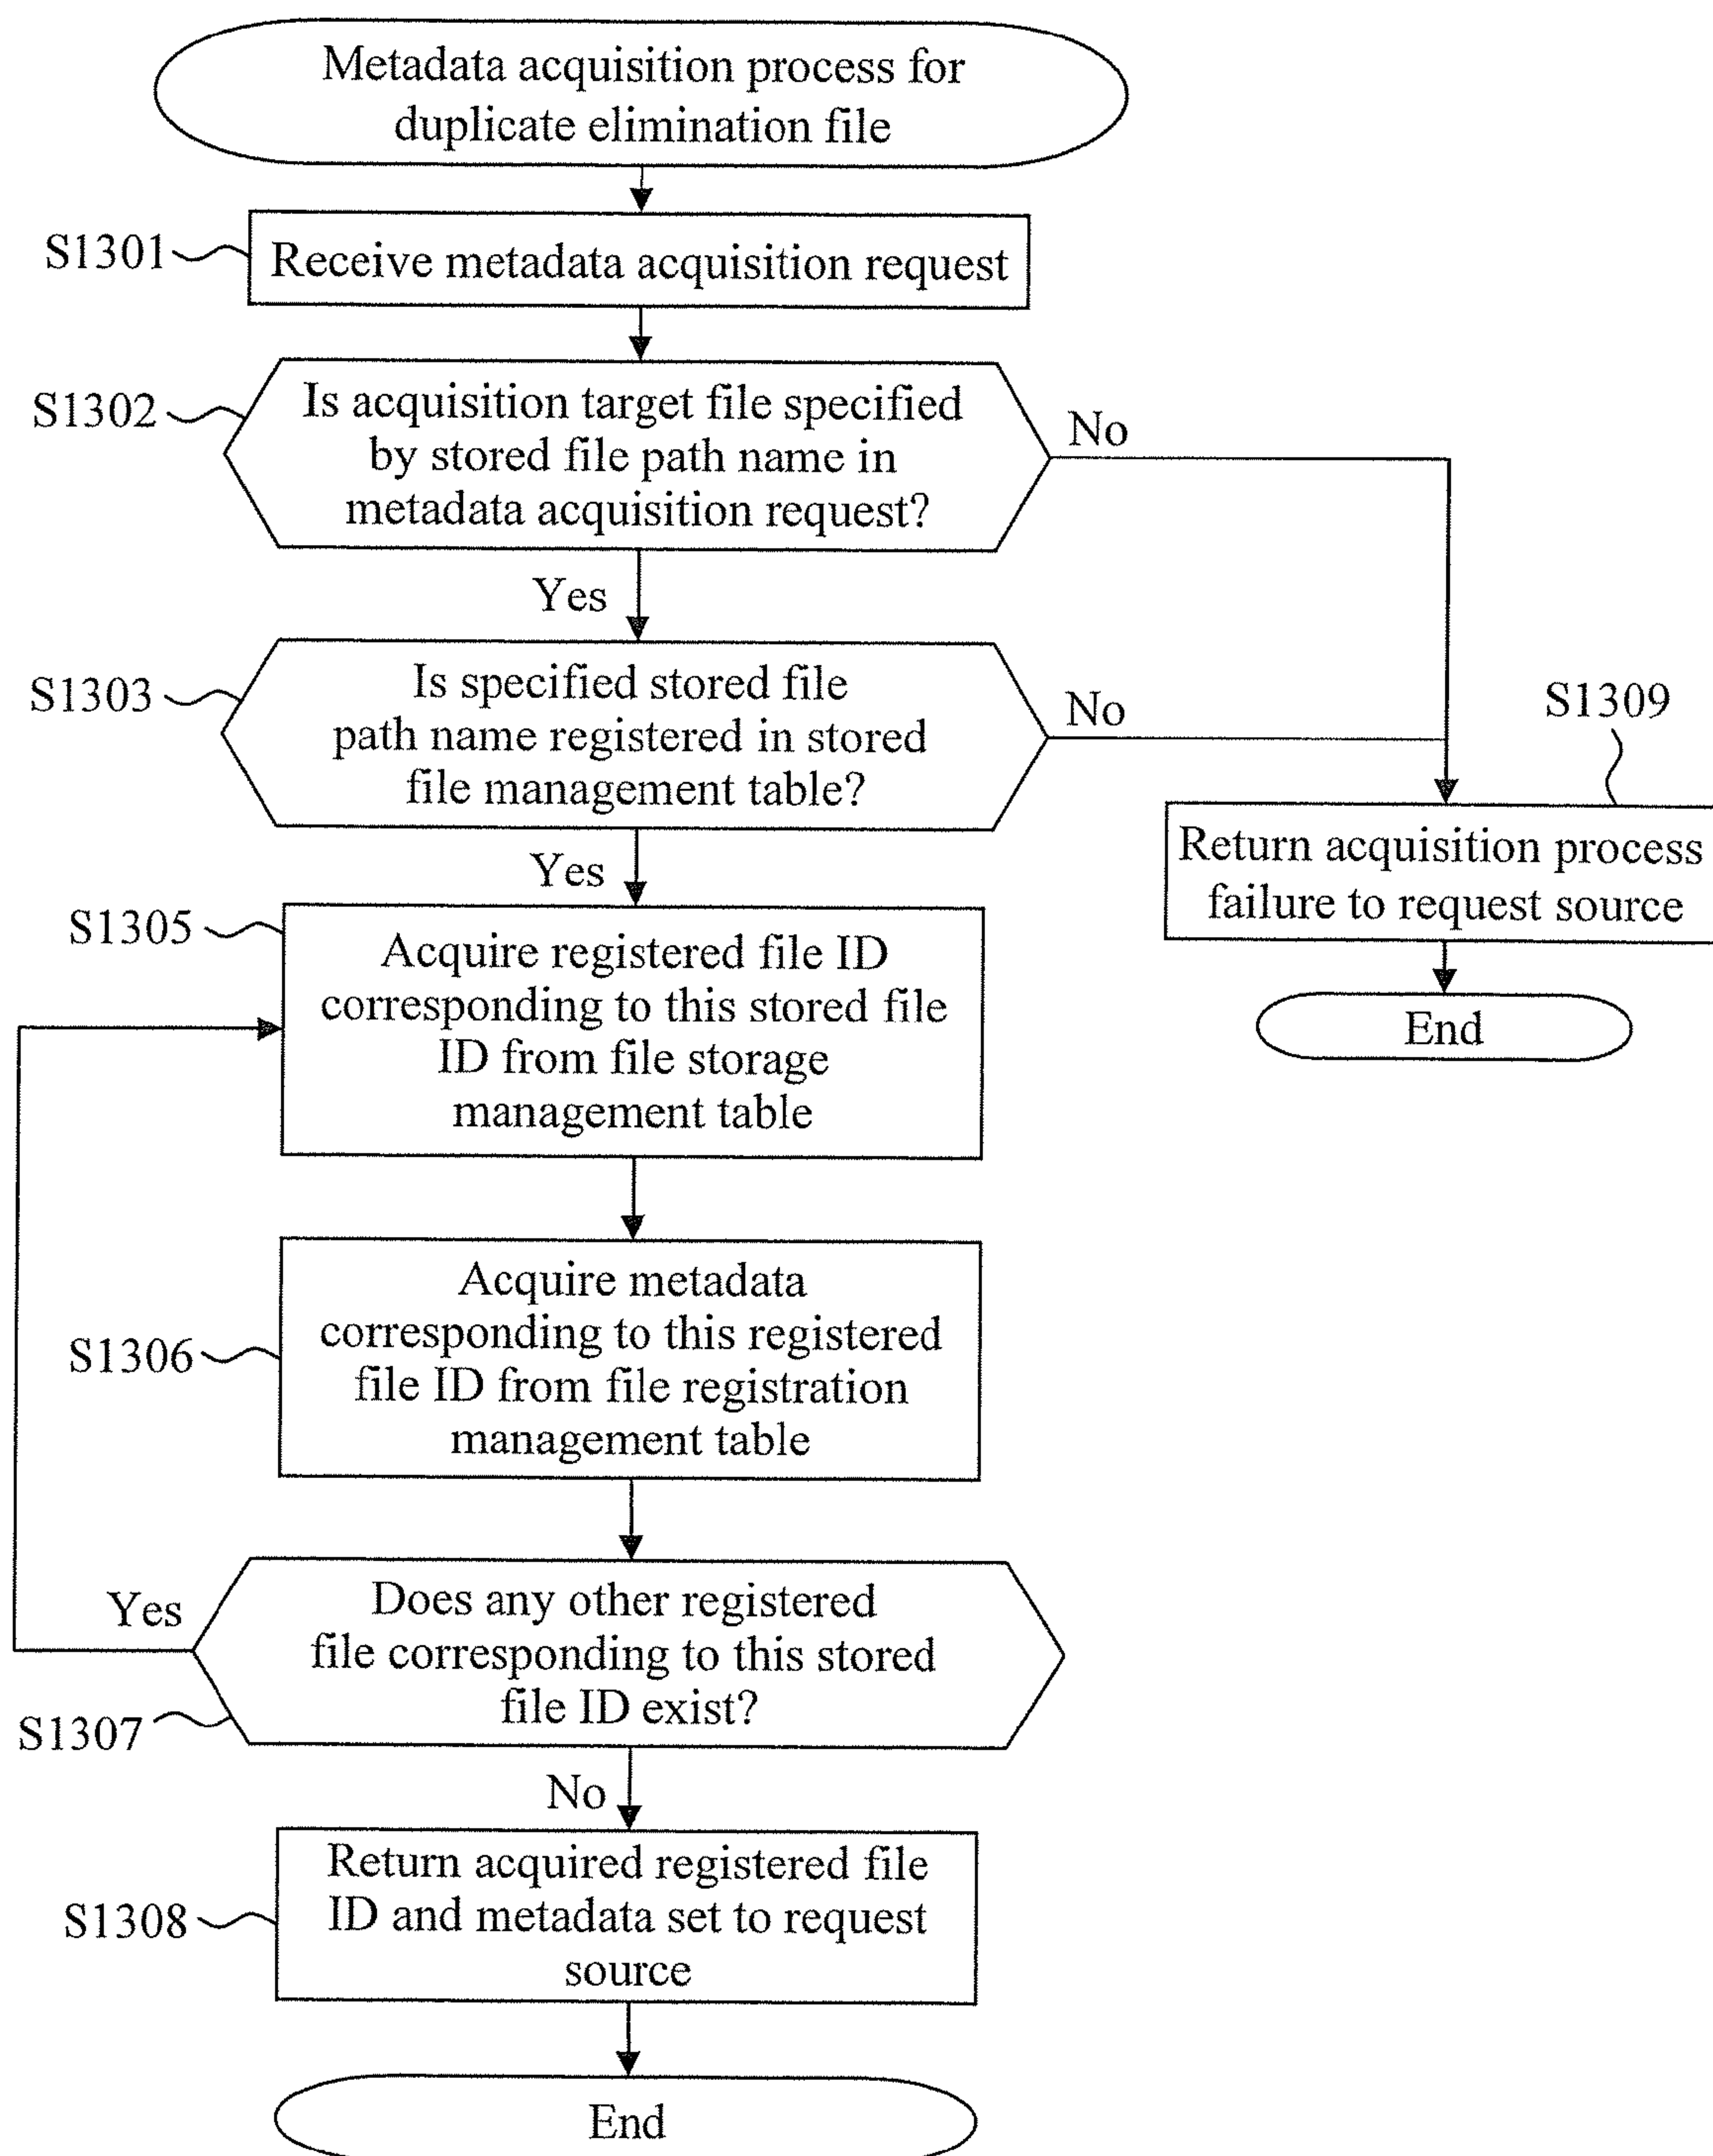 Metadata acquisition process for
duplicate elimination file
S1301
Receive metadata acquisition request
S1302
Is acquisition target file specified
by stored file path name in
metadata acquisition request?
No
Yes
S1303
Is specified stored file
path name registered in stored
file management table?
No
S1309
Return acquisition process
failure to request source
End
Yes
S1305
Acquire registered file ID
corresponding to this stored file
ID from file storage
management table
S1306
Acquire metadata
corresponding to this registered
file ID from file registration
management table
Yes
Does any other registered
file corresponding to this stored
file ID exist?
S1307
No
S1308
Return acquired registered file
ID and metadata set to request
source
End